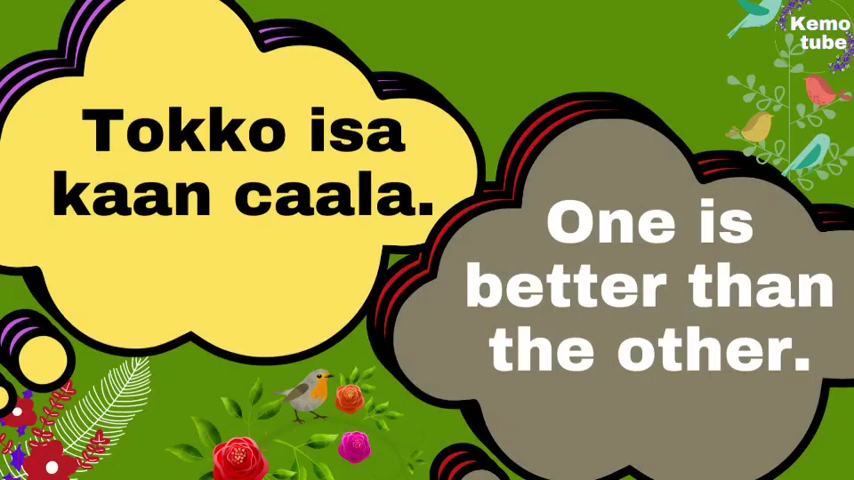 Kemo
tube
Tokko isa
kaan caala.
One is
better than
the other.